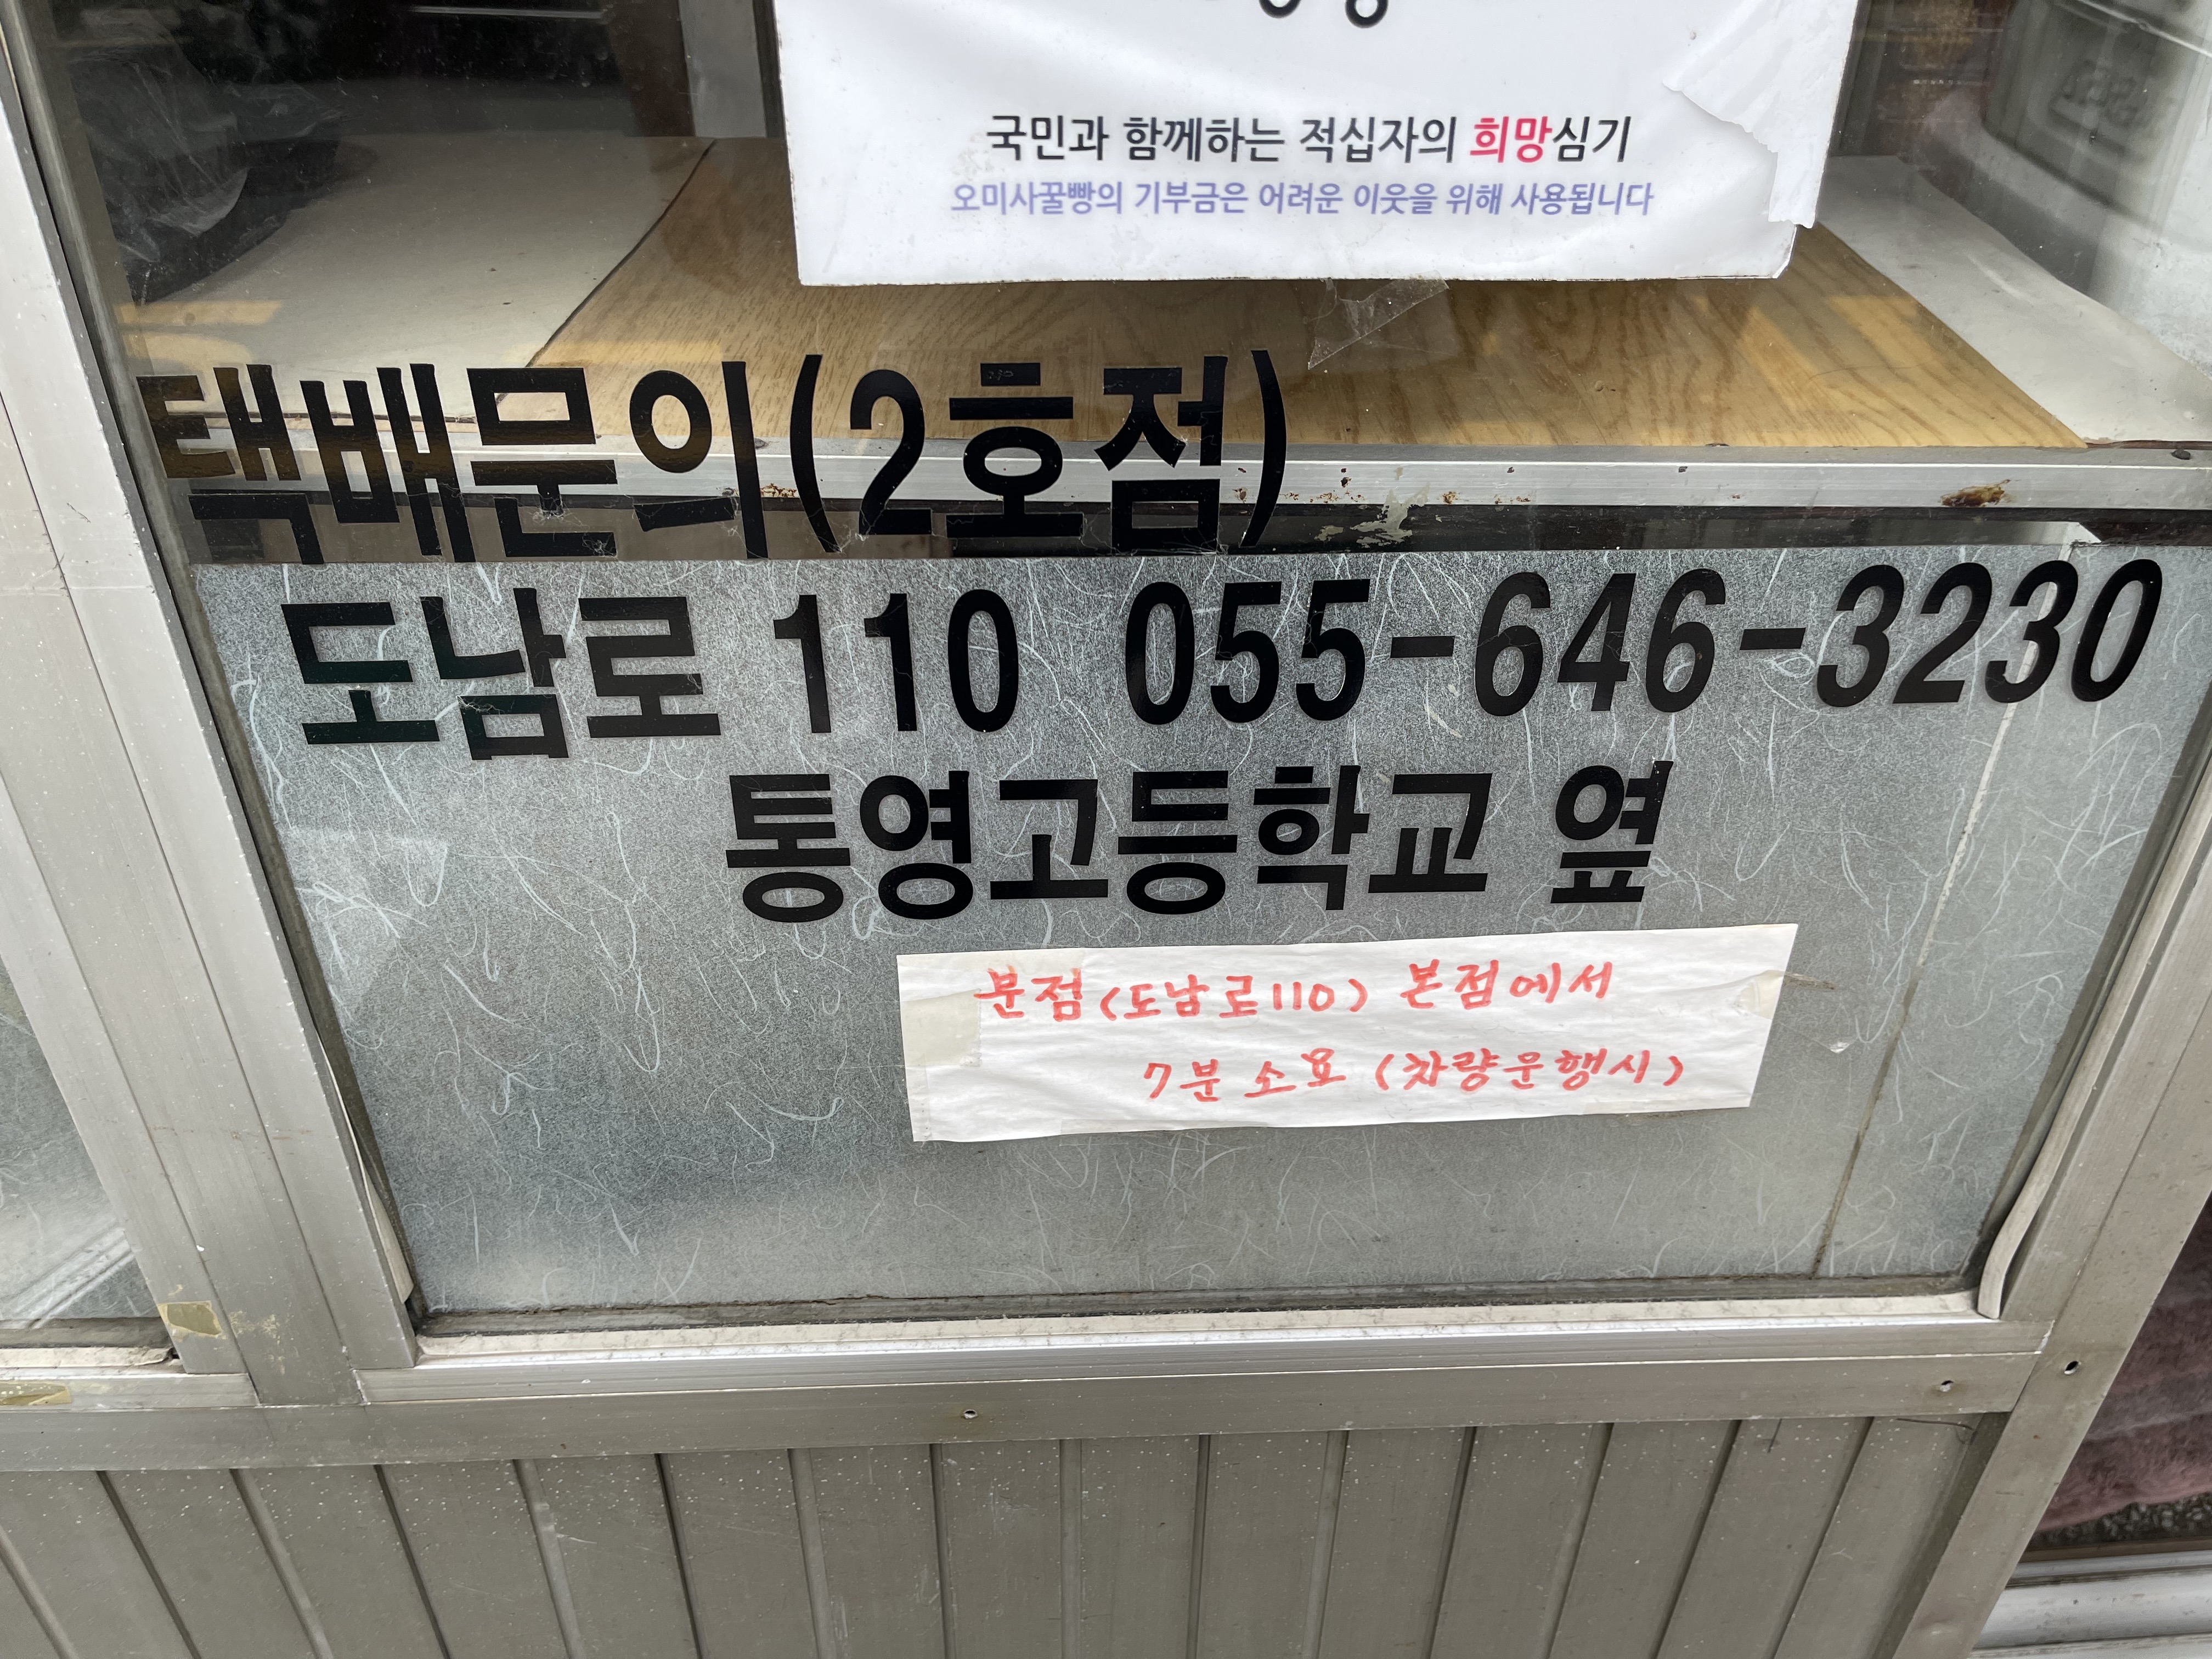 국민과 함께하는 적십자의 희망심기
오미사꿀빵의 기부금은 어려운 이웃을 위해 사용됩니다
택배문의(2호점)
도남로 110 055-646-3230
통영고등학교 옆
분점(도남로110) 본점에서
7분 소요 (차량운행시)